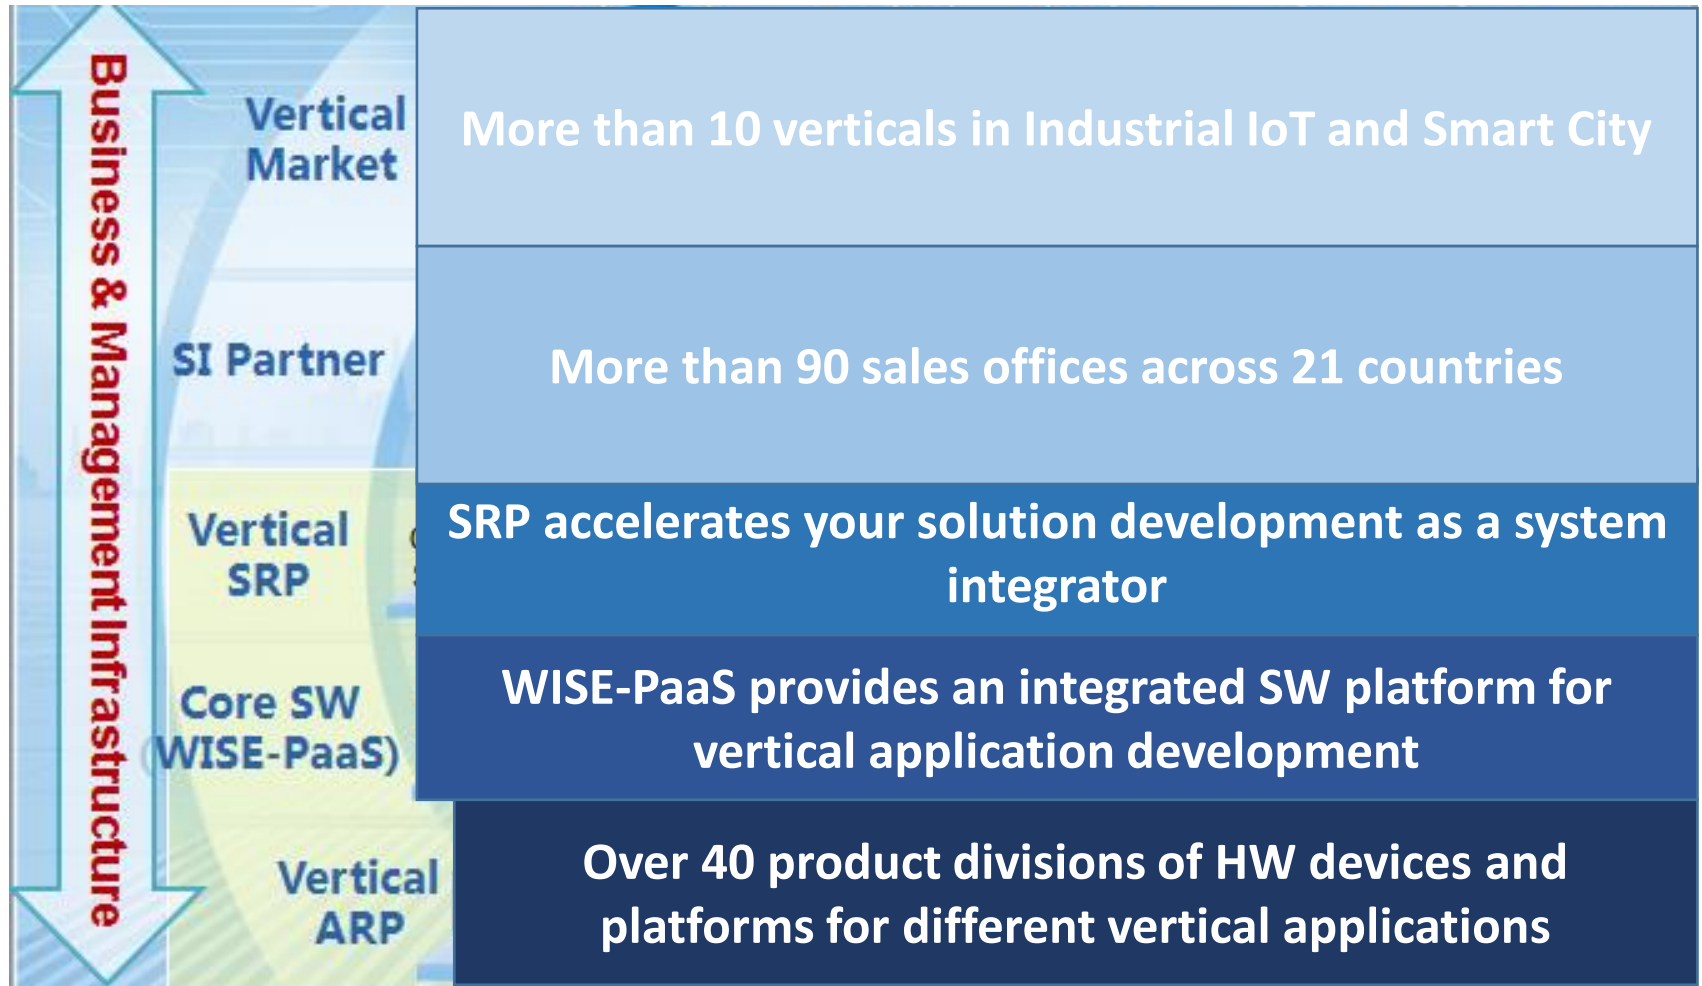 Business & Management Infrastructure
Vertical
Market
More than 10 verticals in Industrial IoT and Smart City
SI Partner
More than 90 sales offices across 21 countries
Vertical
SRP
SRP accelerates your solution development as a system
integrator
Core SW
(WISE-PaaS)
WISE-PaaS provides an integrated SW platform for
vertical application development
Vertical
ARP
Over 40 product divisions of HW devices and
platforms for different vertical applications